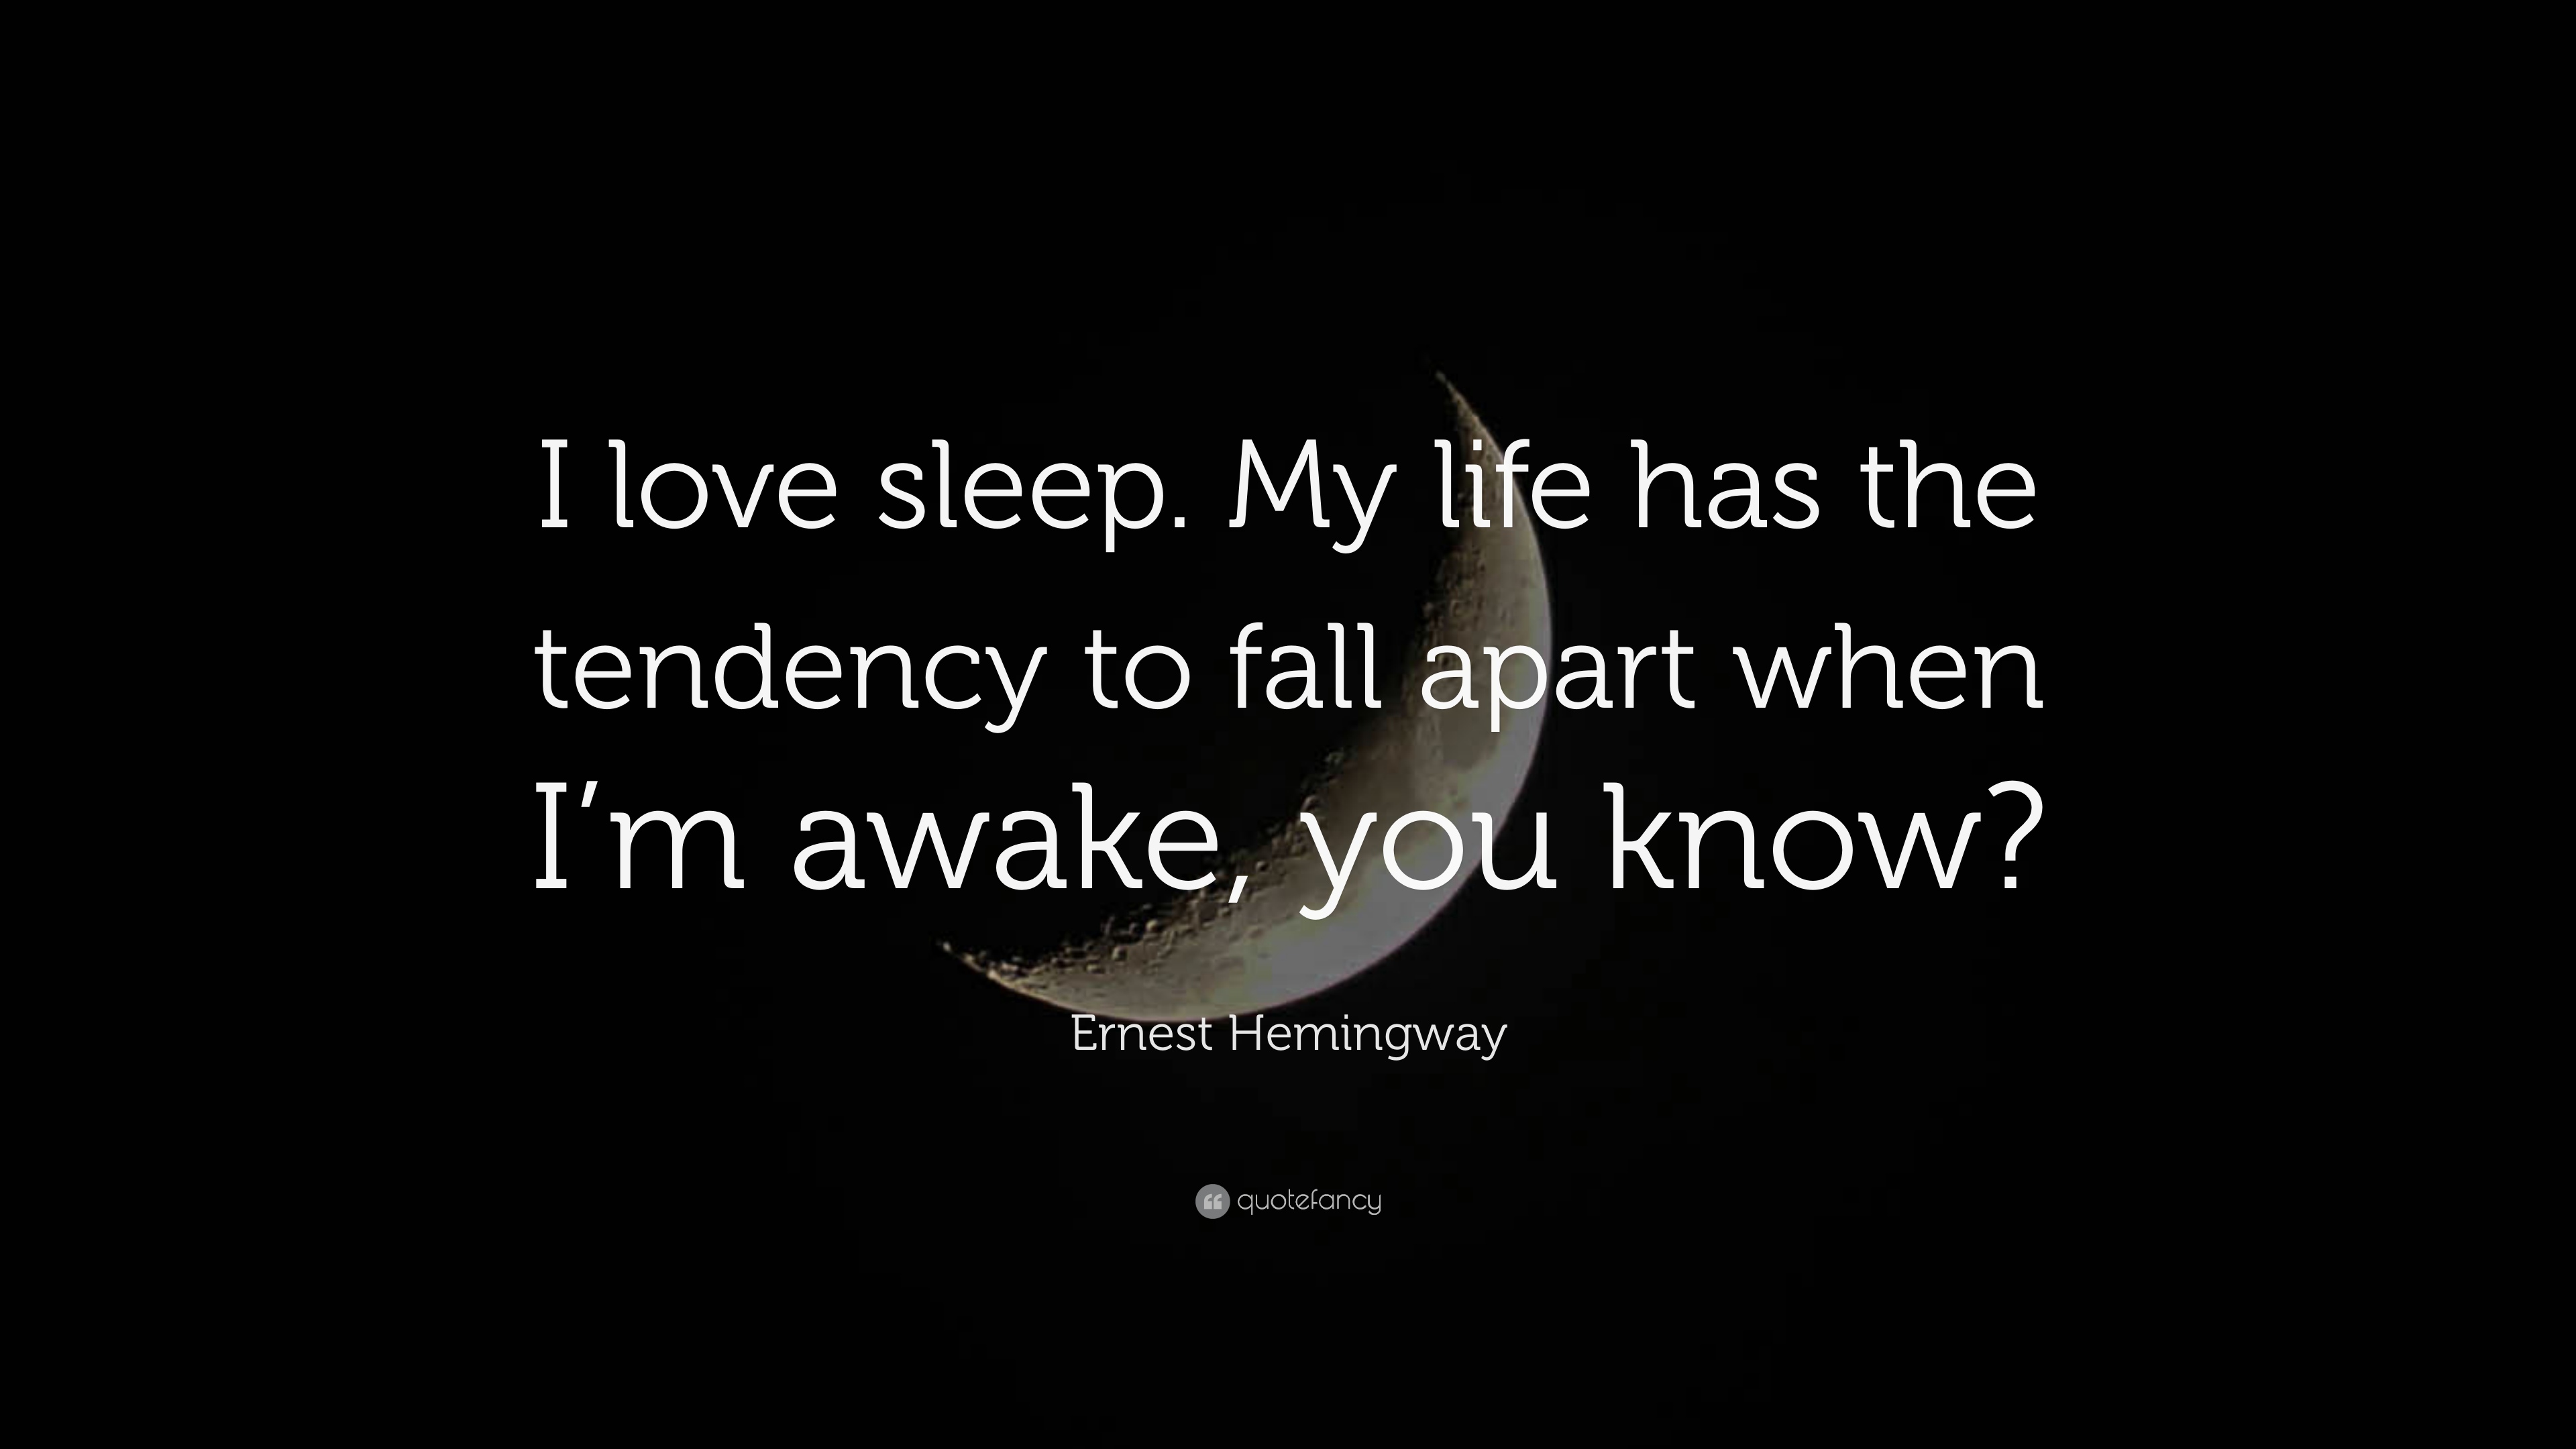 I love sleep. My life has the
tendency to fall apart when
I’m awake, you know?
Ernest Hemingway
quotefancy